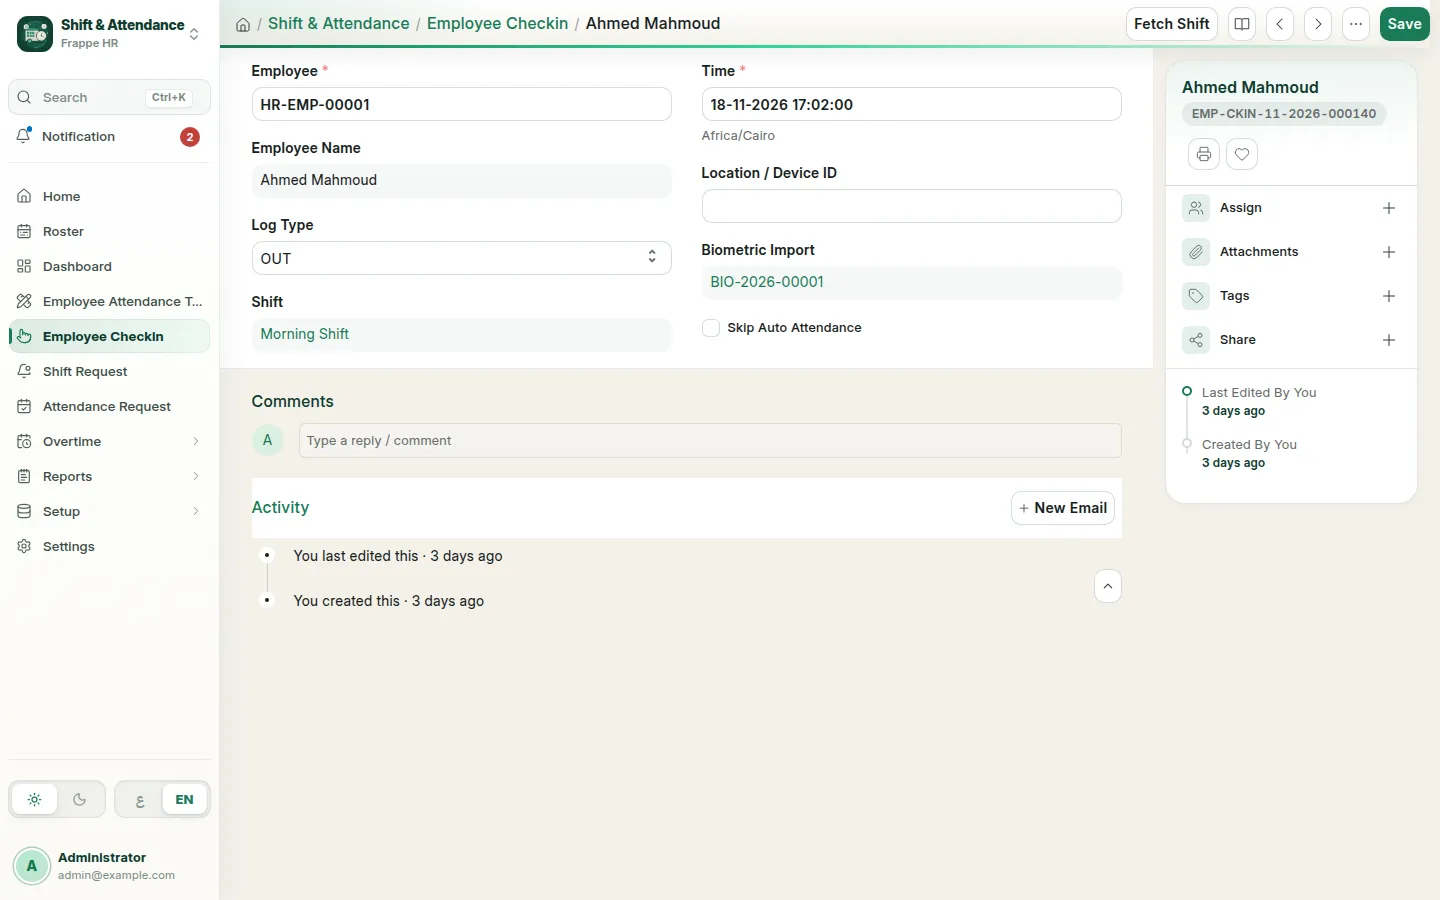 Shift & Attendance
Frappe HR
Search
Ctrl+K
Notification
2
Home
Roster
Dashboard
Employee Attendance T...
Employee Checkin
Shift Request
Attendance Request
Overtime
Reports
Setup
Settings
ع
EN
A
Administrator
admin@example.com
/ Shift & Attendance / Employee Checkin / Ahmed Mahmoud
Fetch Shift
Save
Employee *
HR-EMP-00001
Employee Name
Ahmed Mahmoud
Log Type
OUT
Shift
Morning Shift
Time *
18-11-2026 17:02:00
Africa/Cairo
Location / Device ID
Biometric Import
BIO-2026-00001
Skip Auto Attendance
Comments
A
Type a reply / comment
Activity
+ New Email
You last edited this · 3 days ago
You created this · 3 days ago
Ahmed Mahmoud
EMP-CKIN-11-2026-000140
Assign
Attachments
Tags
Share
Last Edited By You
3 days ago
Created By You
3 days ago